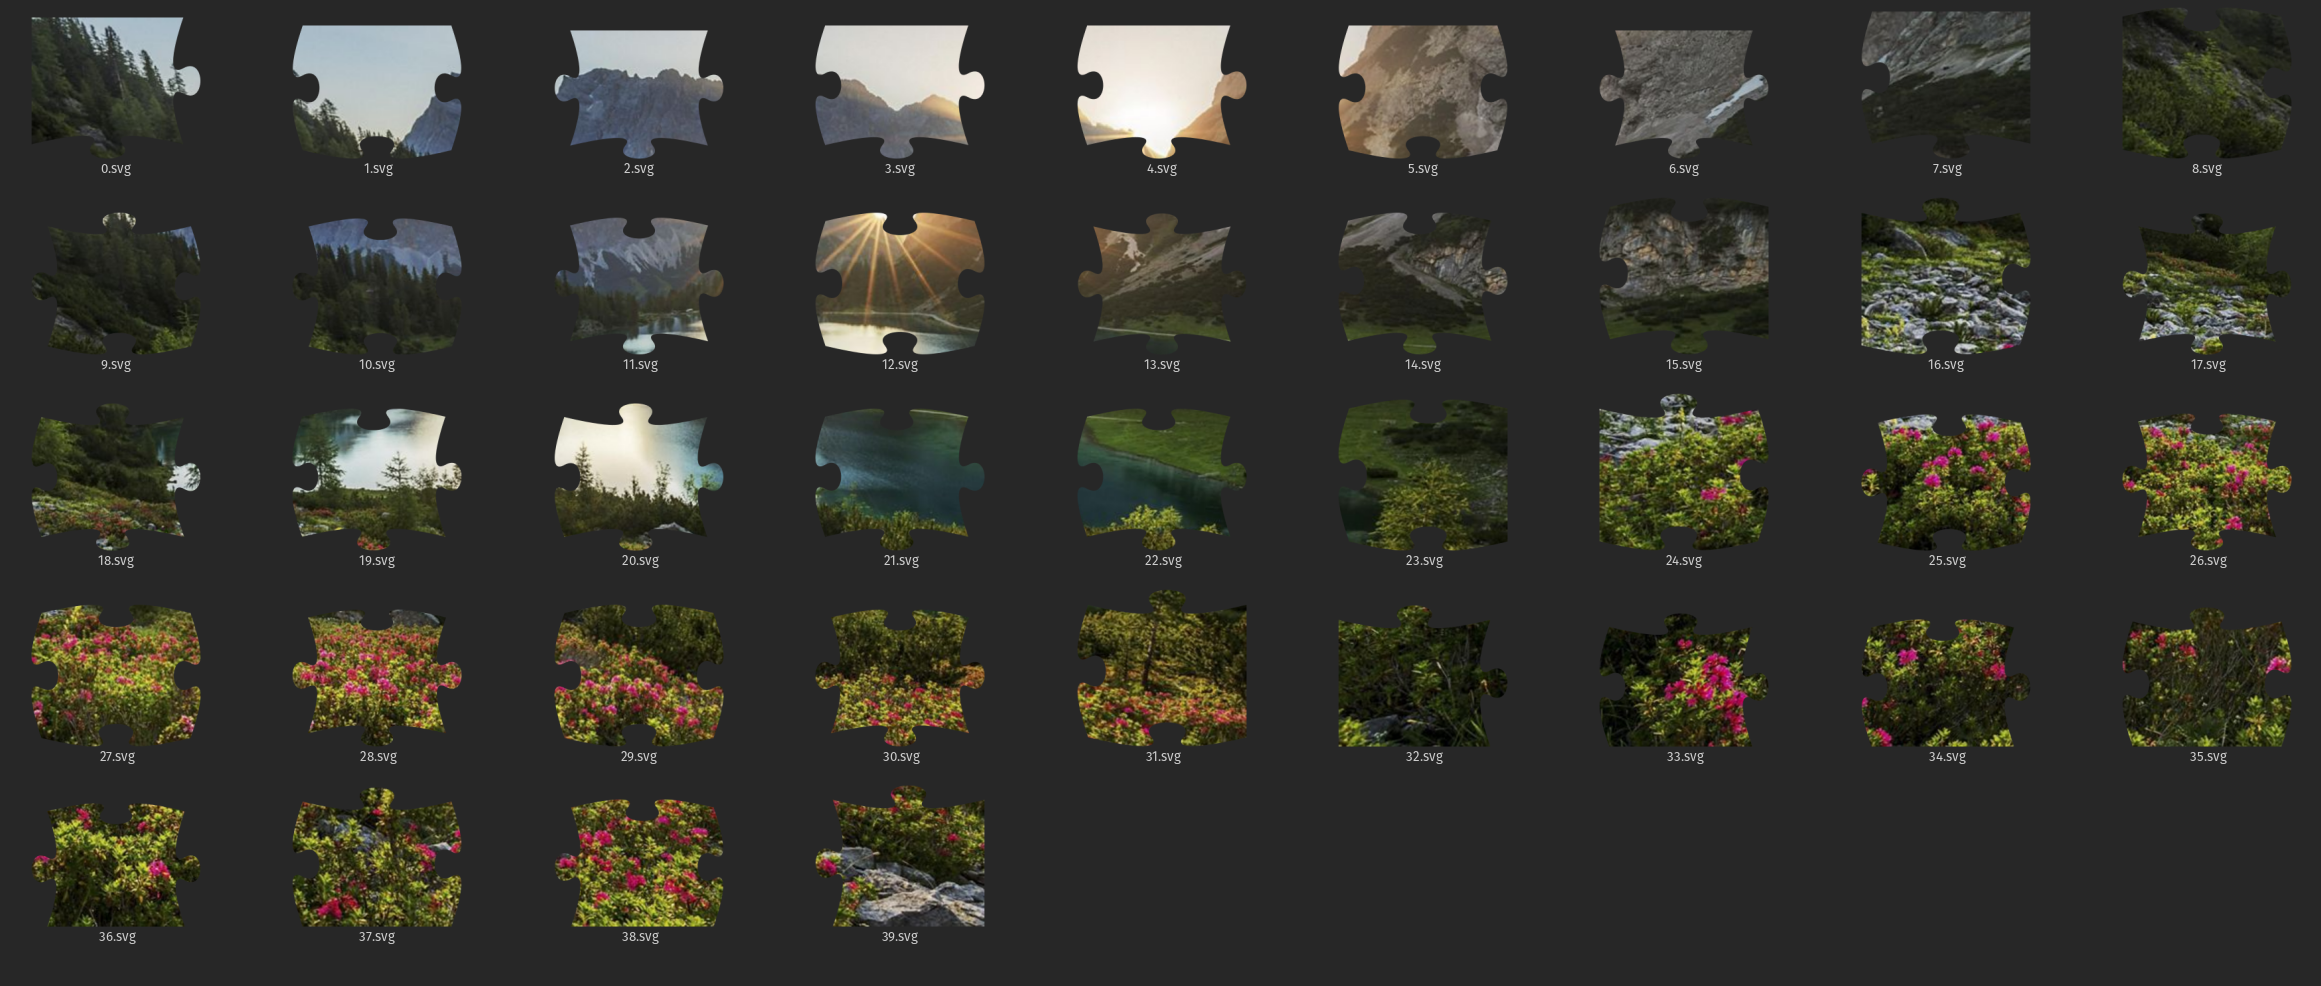 0.svg 1.svg 2.svg 3.svg 4.svg 5.svg 6.svg 7.svg 8.svg
9.svg 10.svg 11.svg 12.svg 13.svg 14.svg 15.svg 16.svg 17.svg
18.svg 19.svg 20.svg 21.svg 22.svg 23.svg 24.svg 25.svg 26.svg
27.svg 28.svg 29.svg 30.svg 31.svg 32.svg 33.svg 34.svg 35.svg
36.svg 37.svg 38.svg 39.svg